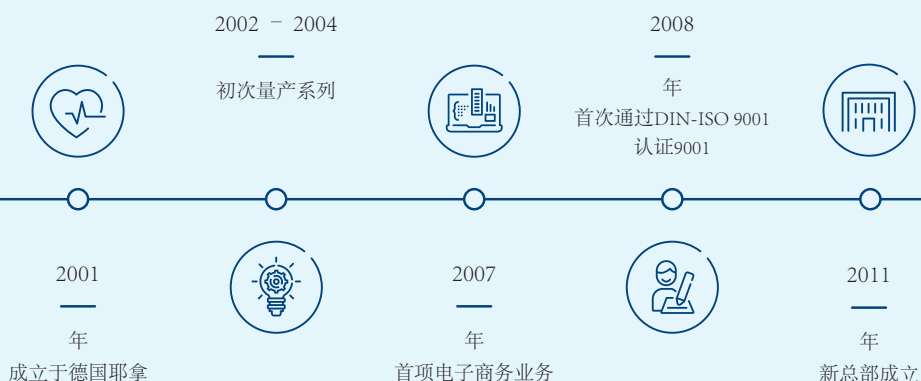 2001
年
成立于德国耶拿
2002 – 2004
初次量产系列
2007
年
首项电子商务业务
2008
年
首次通过DIN-ISO 9001
认证9001
2011
年
新总部成立